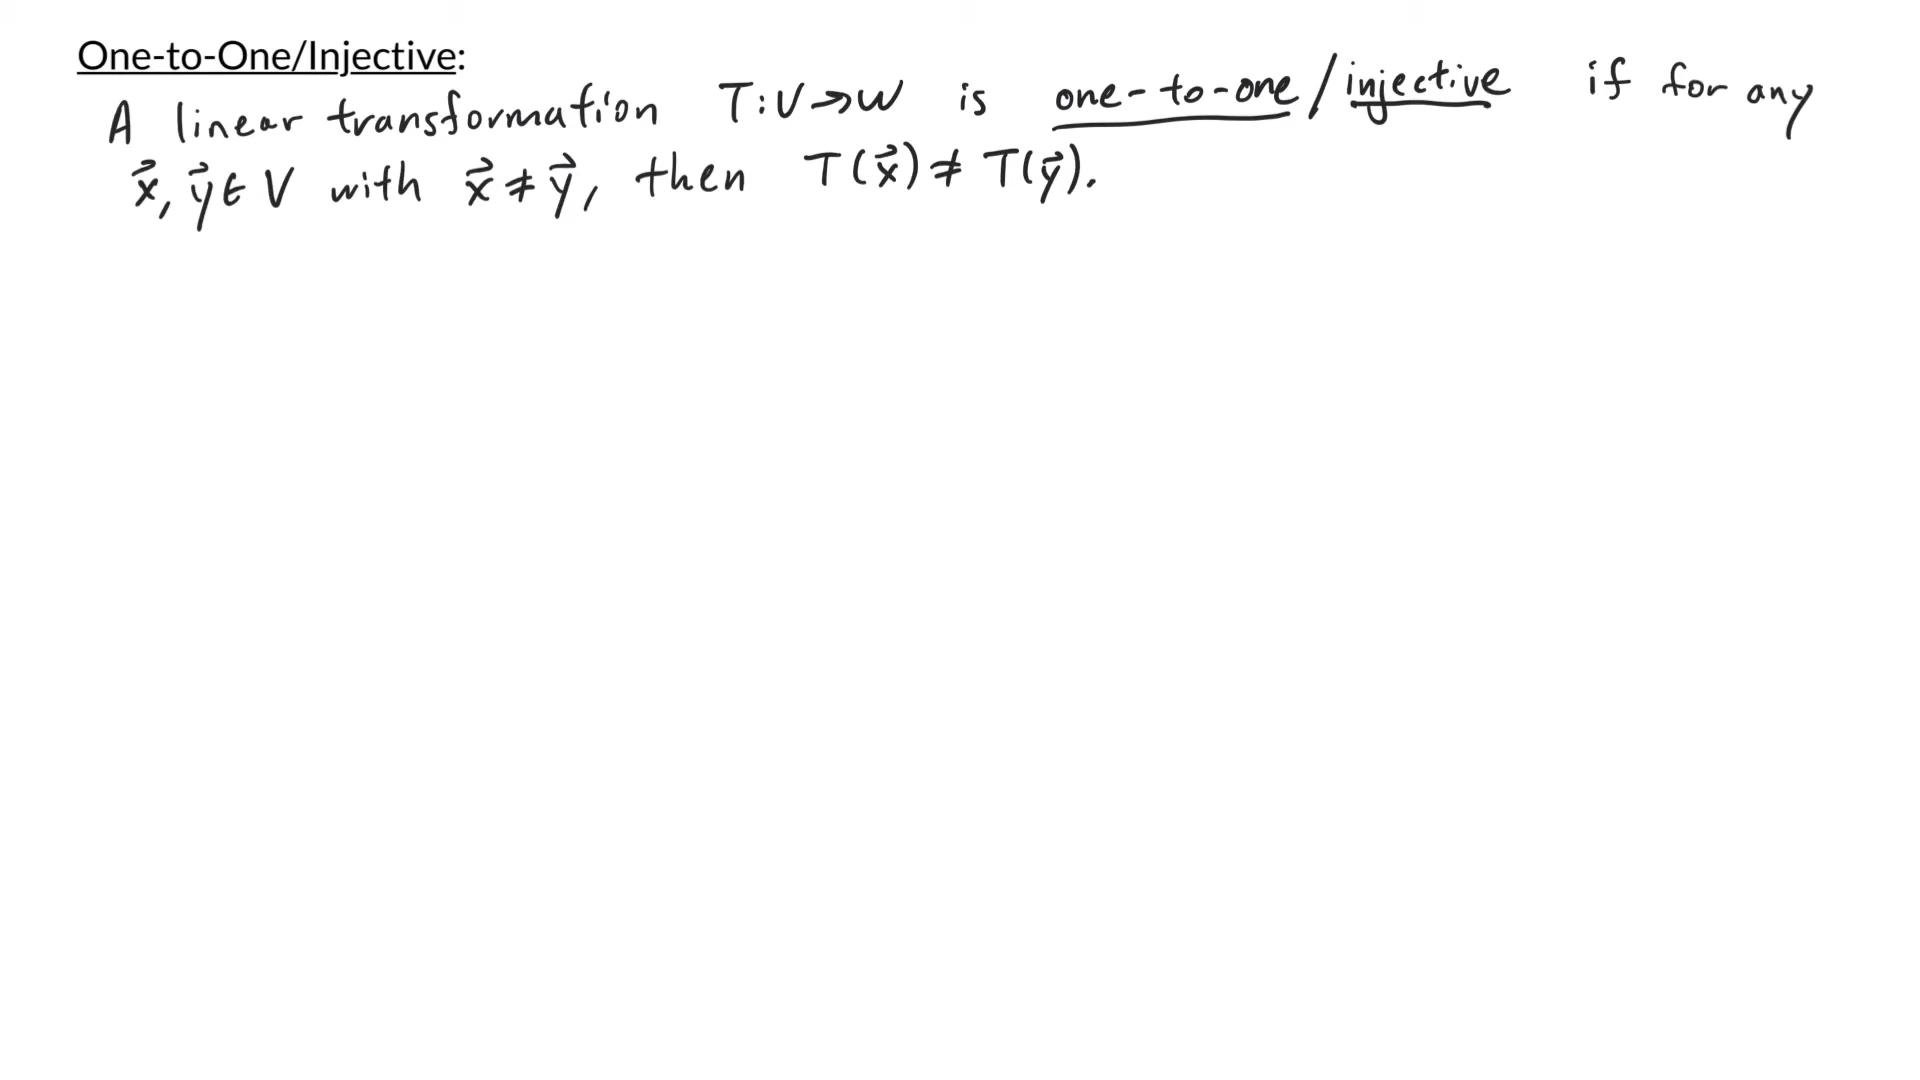 One-to-One/Injective:
A linear transformation T: V → W is one-to-one / injective if for any
x⃗, y⃗ ∈ V with x⃗ ≠ y⃗, then T(x⃗) ≠ T(y⃗).